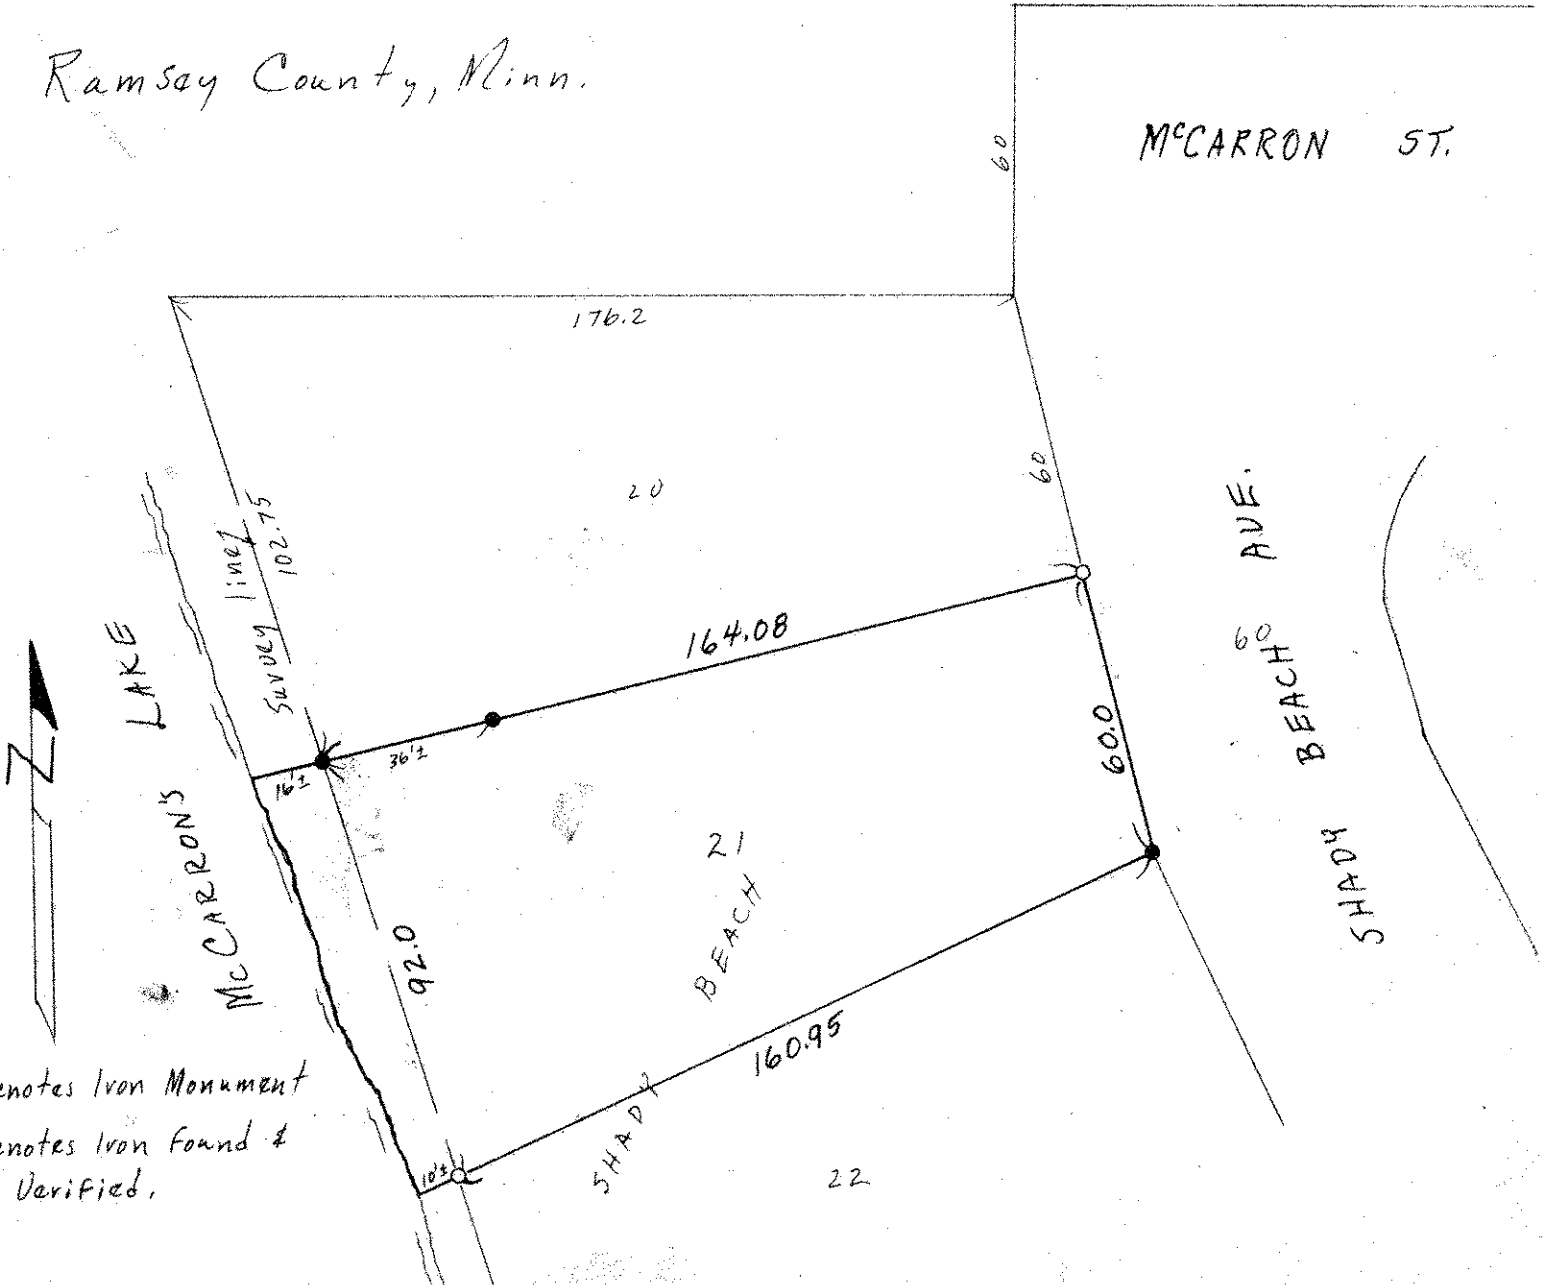 Ramsey County, Minn.
McCARRON ST.
60
176.2
60
20
102.75
Survey line
164.08
36'±
16'±
60.0
60
SHADY BEACH AVE.
McCARRON'S LAKE
N
21
92.0
SHADY BEACH
160.95
10'±
22
enotes Iron Monument
enotes Iron Found &
Verified.